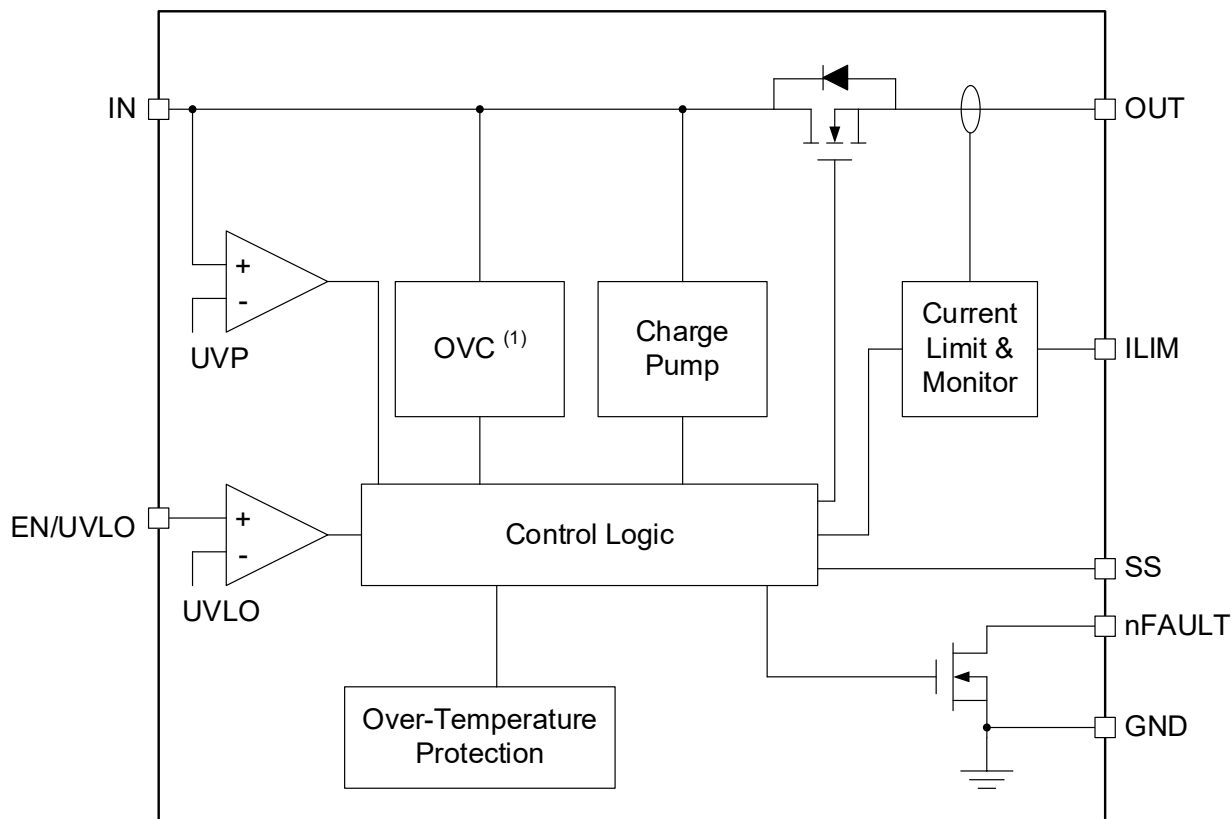 IN
OUT
+
-
UVP
OVC (1)
Charge
Pump
Current
Limit &
Monitor
ILIM
EN/UVLO
+
-
UVLO
Control Logic
SS
nFAULT
Over-Temperature
Protection
GND